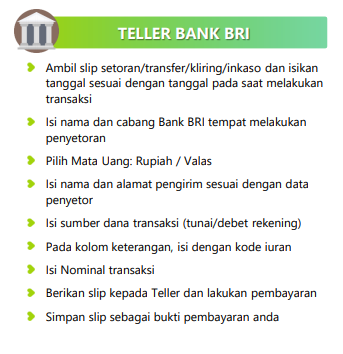 TELLER BANK BRI
Ambil slip setoran/transfer/kliring/inkaso dan isikan
tanggal sesuai dengan tanggal pada saat melakukan
transaksi
Isi nama dan cabang Bank BRI tempat melakukan
penyetoran
Pilih Mata Uang: Rupiah / Valas
Isi nama dan alamat pengirim sesuai dengan data
penyetor
Isi sumber dana transaksi (tunai/debet rekening)
Pada kolom keterangan, isi dengan kode iuran
Isi Nominal transaksi
Berikan slip kepada Teller dan lakukan pembayaran
Simpan slip sebagai bukti pembayaran anda